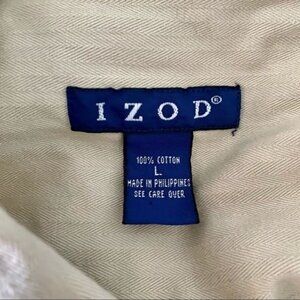 IZOD®
100% COTTON
L
MADE IN PHILIPPINES
SEE CARE OVER